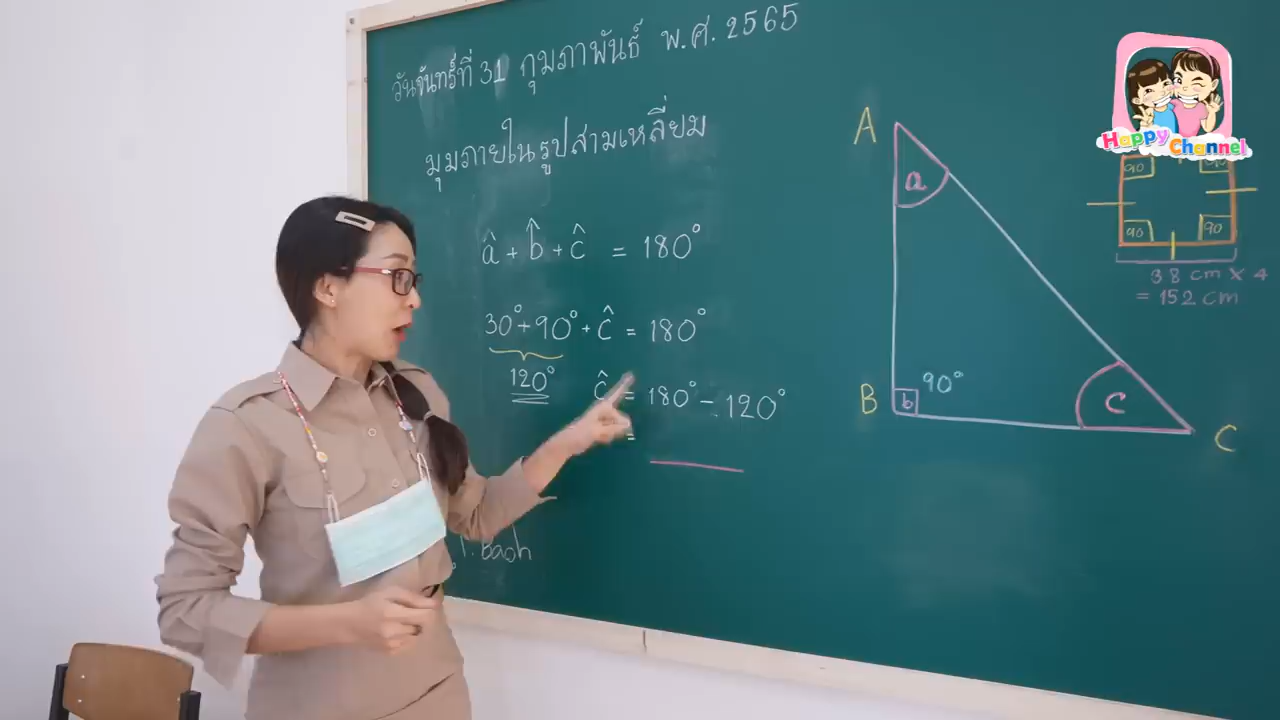 วันจันทร์ที่ 31 กุมภาพันธ์ พ.ศ. 2565
มุมภายในรูปสามเหลี่ยม
â + b̂ + ĉ = 180°
30° + 90° + ĉ = 180°
120°
ĉ = 180° - 120°
=
A
a
B
b
90°
c
C
90
90
90
90
38 cm x 4
= 152 cm
Happy Channel